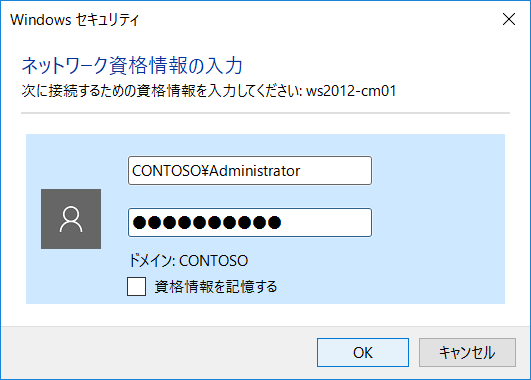 Windows セキュリティ
ネットワーク資格情報の入力
次に接続するための資格情報を入力してください: ws2012-cm01
CONTOSO¥Administrator
●●●●●●●●●●
ドメイン: CONTOSO
資格情報を記憶する
OK
キャンセル